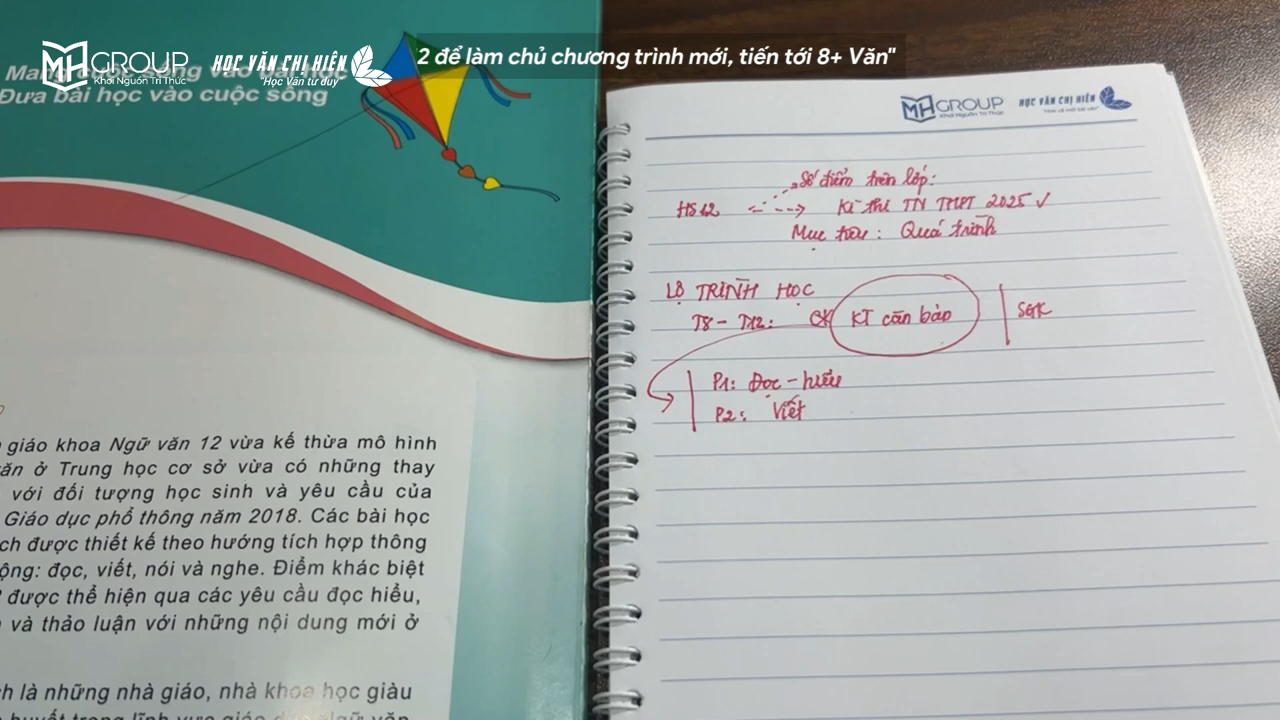 MH GROUP
Khơi Nguồn Tri Thức
HỌC VĂN CHỊ HIÊN
"Học Văn tư duy"
2 để làm chủ chương trình mới, tiến tới 8+ Văn"
Đưa bài học vào cuộc sống
giáo khoa Ngữ văn 12 vừa kế thừa mô hình
ăn ở Trung học cơ sở vừa có những thay
với đối tượng học sinh và yêu cầu của
Giáo dục phổ thông năm 2018. Các bài học
ch được thiết kế theo hướng tích hợp thông
ộng: đọc, viết, nói và nghe. Điểm khác biệt
được thể hiện qua các yêu cầu đọc hiểu,
và thảo luận với những nội dung mới ở
ch là những nhà giáo, nhà khoa học giàu
MH GROUP
Khơi Nguồn Tri Thức
HỌC VĂN CHỊ HIÊN
Số điểm trên lớp:
HS 12 Kì thi TN THPT 2025
Mục tiêu: Quá trình
LỘ TRÌNH HỌC
T8 - T12: CK KT căn bản SGK
P1: Đọc - hiểu
P2: Viết